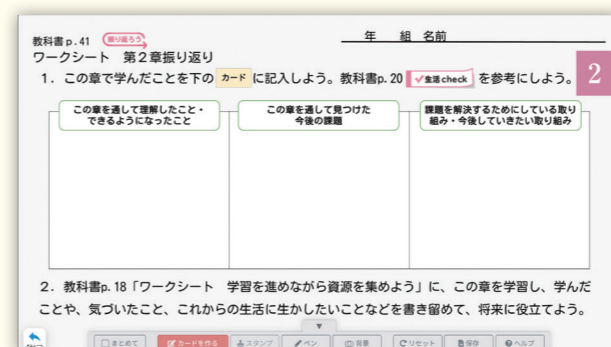 教科書p.41 振り返ろう
年 組 名前
ワークシート 第2章振り返り
1. この章で学んだことを下の カード に記入しよう。教科書p.20 ✓生活check を参考にしよう。
2
この章を通して理解したこと・
できるようになったこと
この章を通して見つけた
今後の課題
課題を解決するためにしている取り
組み・今後していきたい取り組み
2. 教科書p.18「ワークシート 学習を進めながら資源を集めよう」に、この章を学習し、学んだ
ことや、気づいたこと、これからの生活に生かしたいことなどを書き留めて、将来に役立てよう。
まとめて カードを作る スタンプ ペン 背景 リセット 保存 ヘルプ